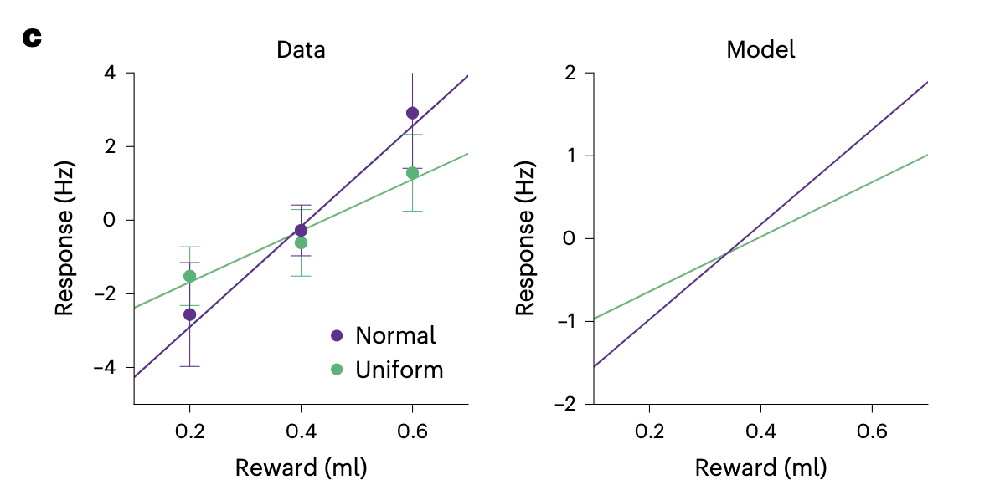 c
Data
4
2
0
–2
–4
Response (Hz)
Normal
Uniform
0.2 0.4 0.6
Reward (ml)
Model
2
1
0
–1
–2
Response (Hz)
0.2 0.4 0.6
Reward (ml)